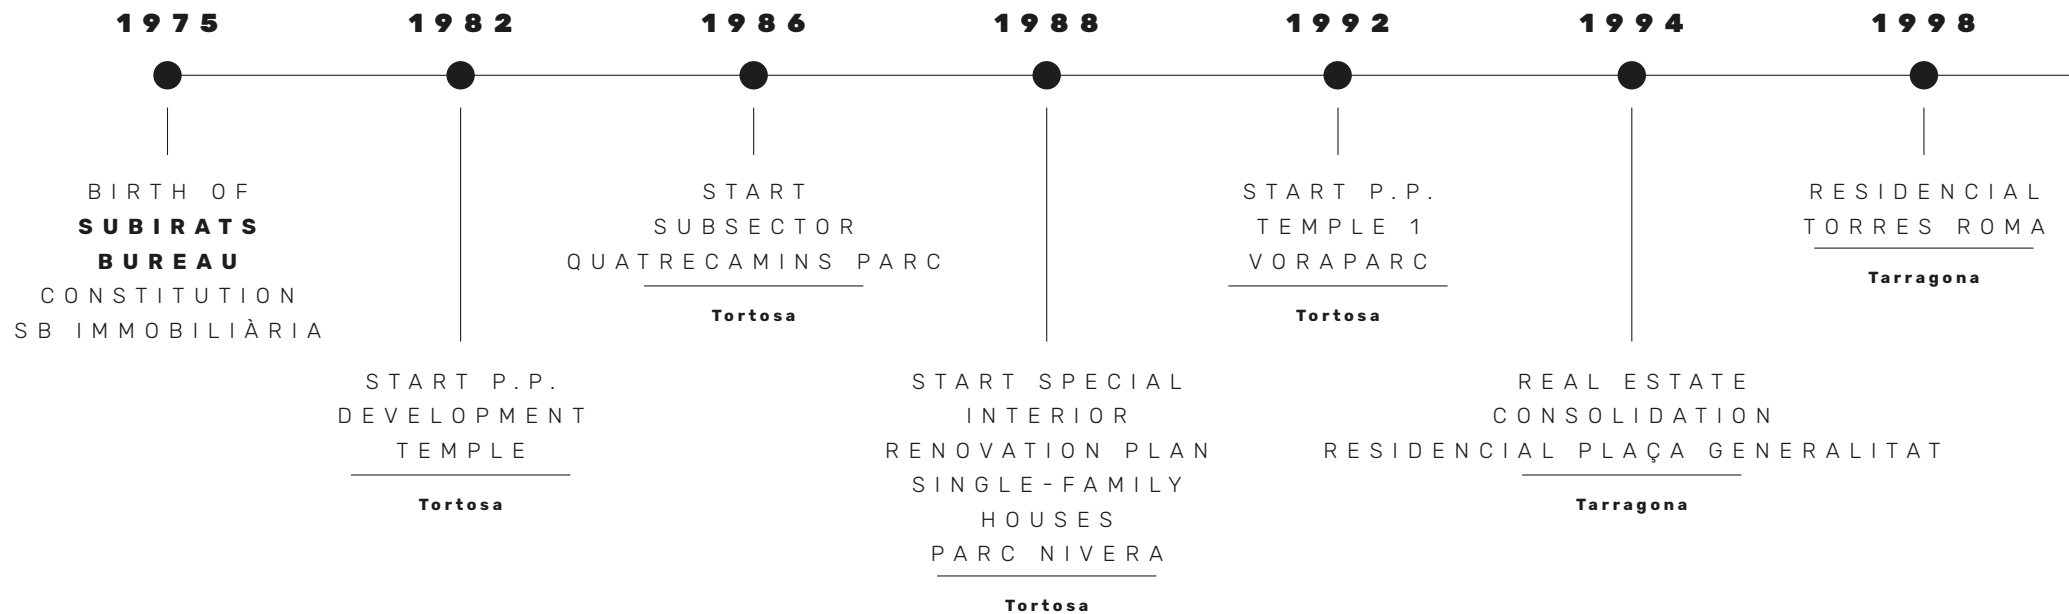 1975
BIRTH OF
SUBIRATS
BUREAU
CONSTITUTION
SB IMMOBILIÀRIA
1982
START P.P.
DEVELOPMENT
TEMPLE
Tortosa
1986
START
SUBSECTOR
QUATRECAMINS PARC
Tortosa
1988
START SPECIAL
INTERIOR
RENOVATION PLAN
SINGLE-FAMILY
HOUSES
PARC NIVERA
Tortosa
1992
START P.P.
TEMPLE 1
VORAPARC
Tortosa
1994
REAL ESTATE
CONSOLIDATION
RESIDENCIAL PLAÇA GENERALITAT
Tarragona
1998
RESIDENCIAL
TORRES ROMA
Tarragona